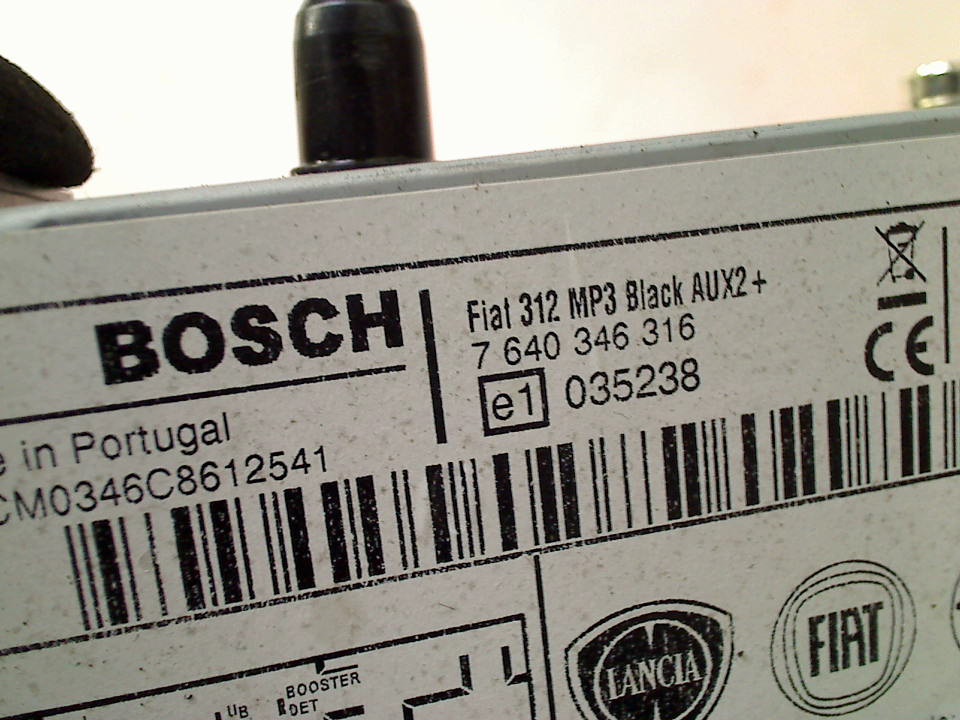 BOSCH
Fiat 312 MP3 Black AUX2+
7 640 346 316
e1 035238
CE
e in Portugal
CM0346C8612541
LANCIA
FIAT
BOOSTER
UB
DET